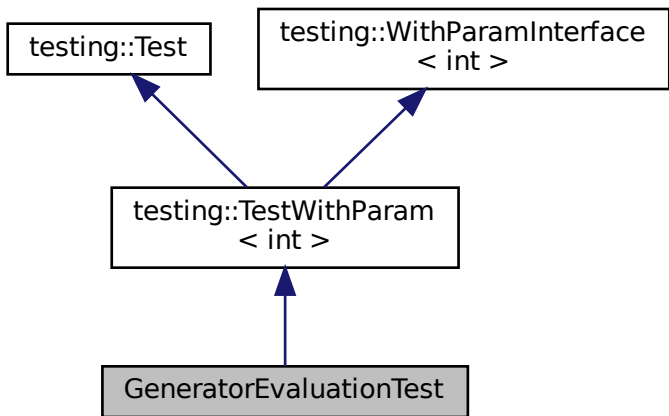 testing::Test
testing::WithParamInterface
< int >
testing::TestWithParam
< int >
GeneratorEvaluationTest